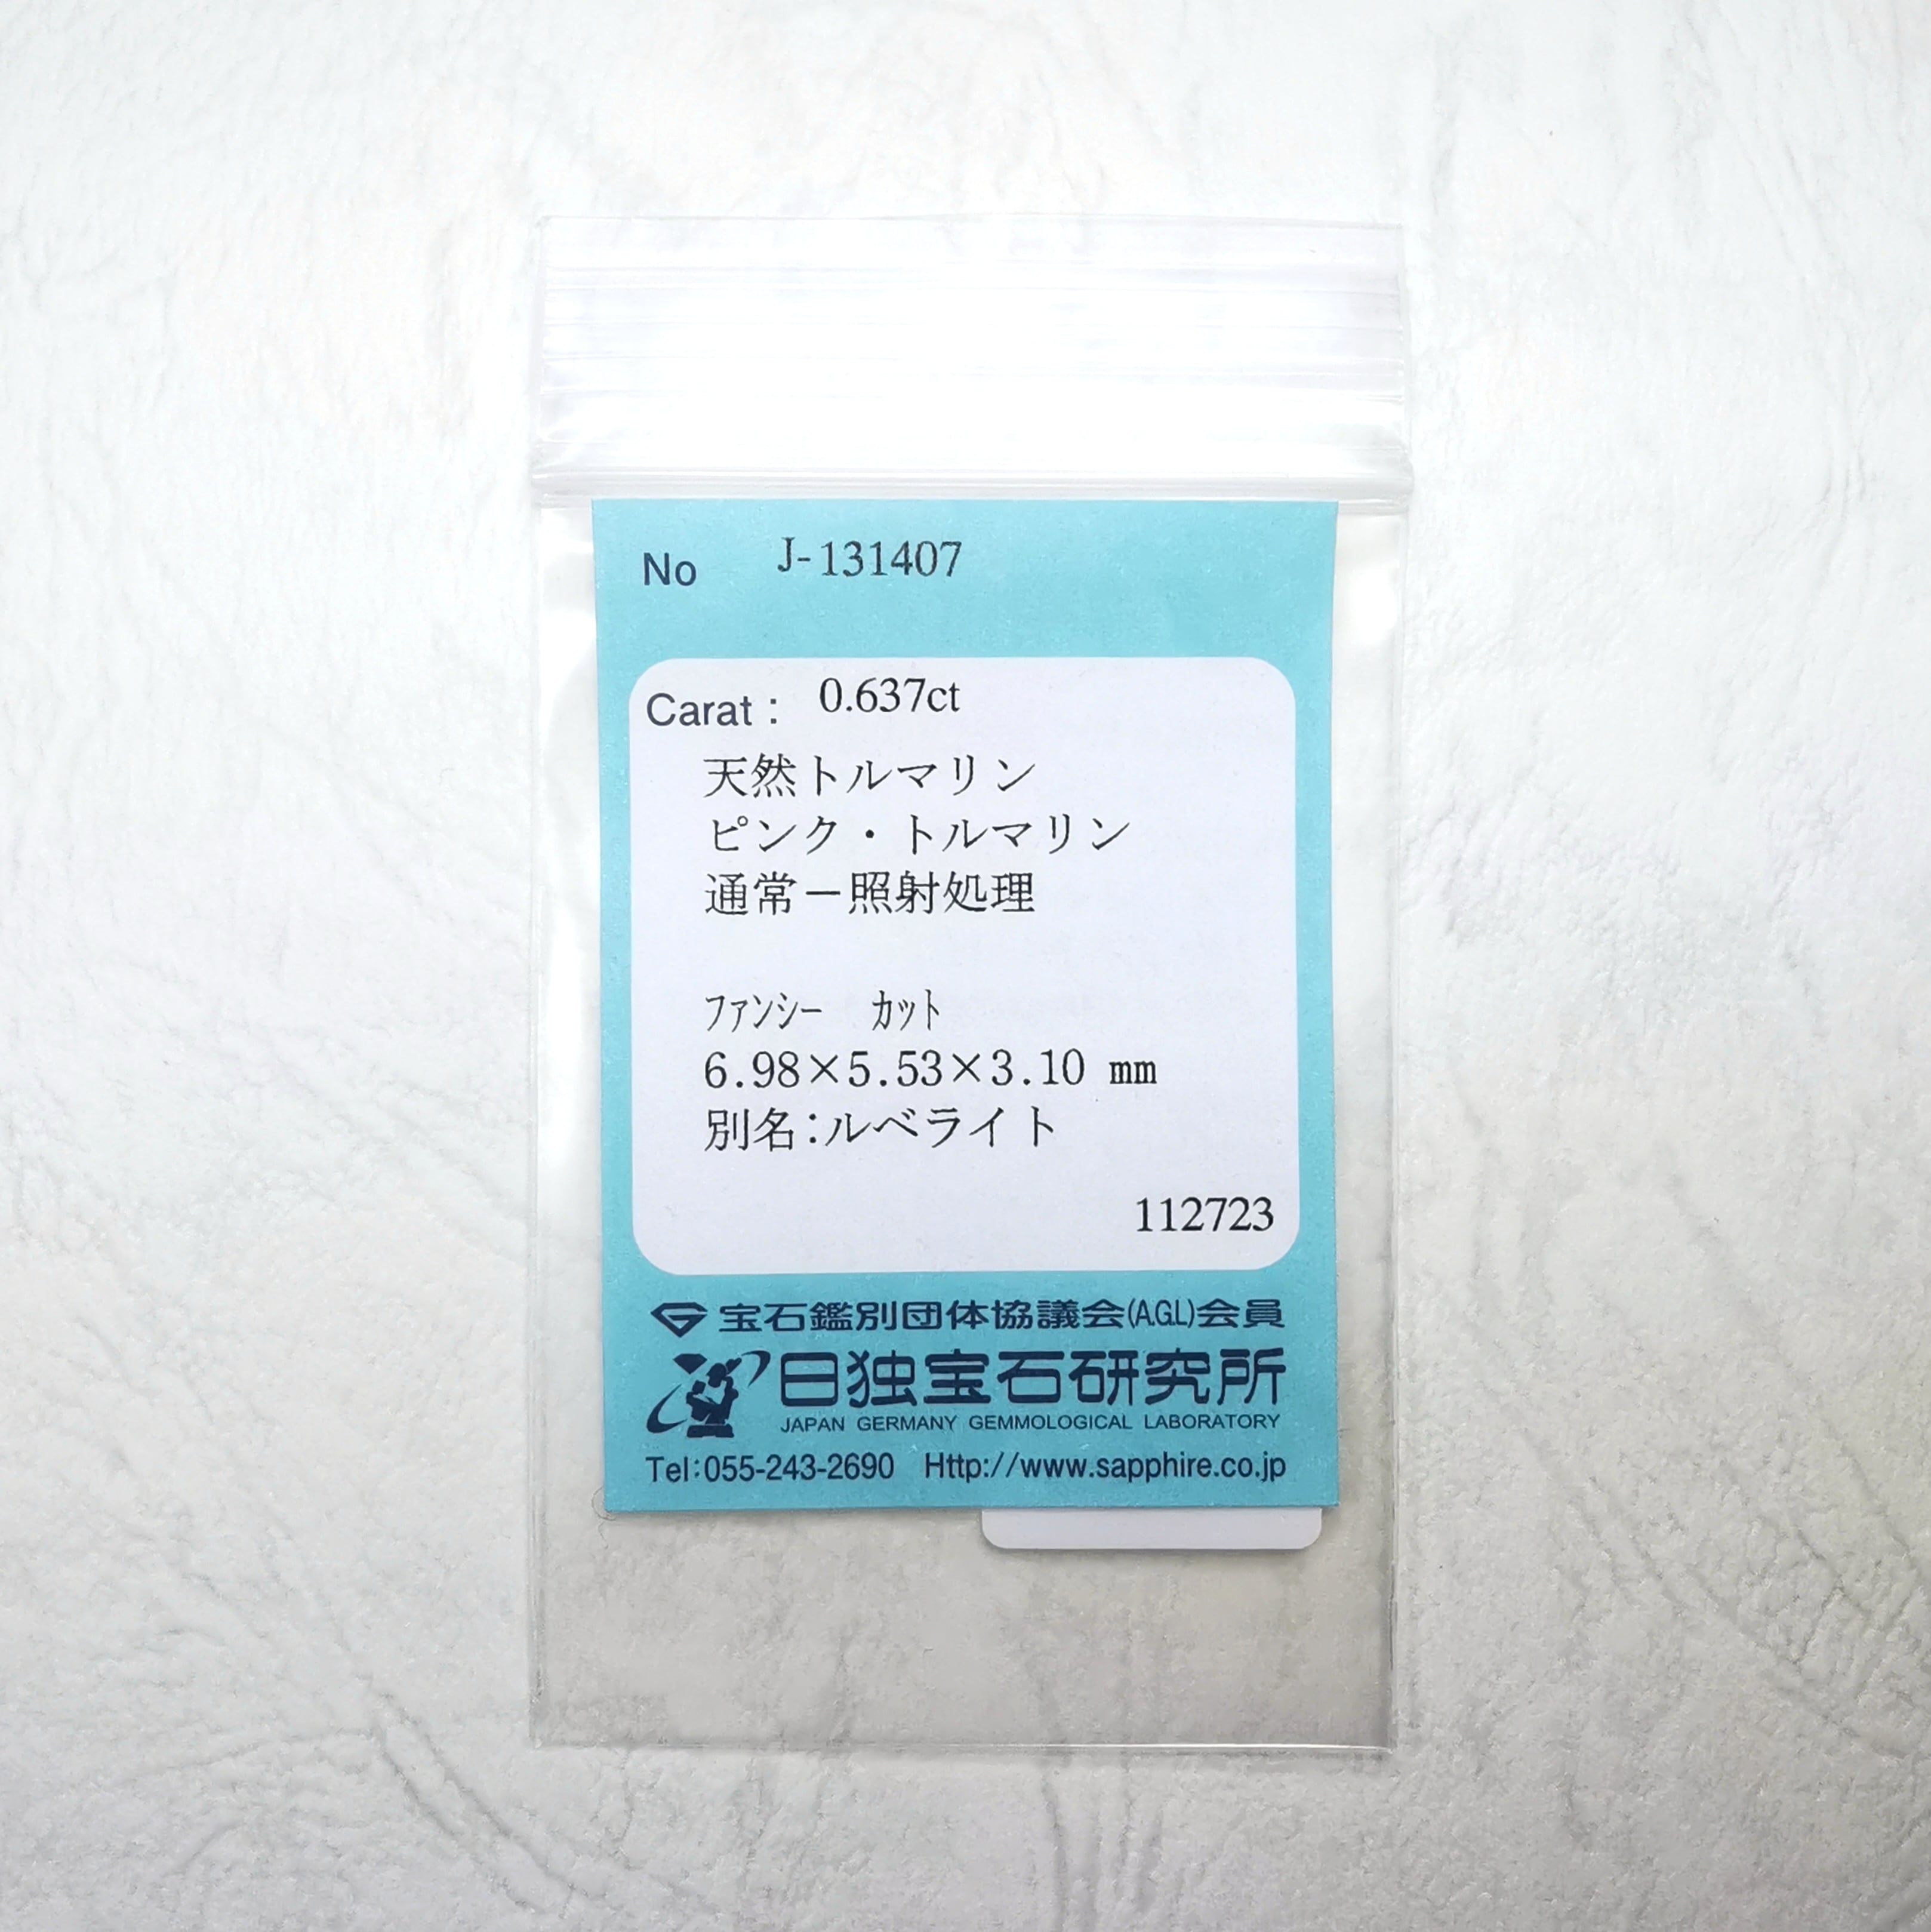 No J-131407
Carat: 0.637ct
天然トルマリン
ピンク・トルマリン
通常－照射処理
ﾌｧﾝｼｰ ｶｯﾄ
6.98×5.53×3.10 mm
別名:ルベライト
112723
宝石鑑別団体協議会(A.G.L)会員
日独宝石研究所
JAPAN GERMANY GEMMOLOGICAL LABORATORY
Tel:055-243-2690 Http://www.sapphire.co.jp